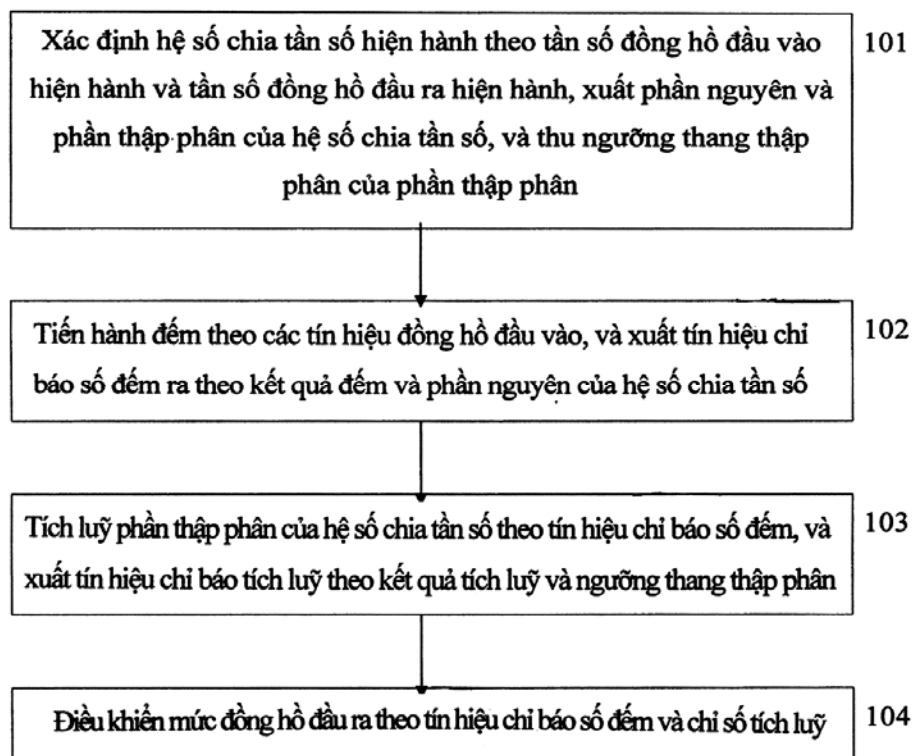 Xác định hệ số chia tần số hiện hành theo tần số đồng hồ đầu vào
hiện hành và tần số đồng hồ đầu ra hiện hành, xuất phần nguyên và
phần thập phân của hệ số chia tần số, và thu ngưỡng thang thập
phân của phần thập phân
101
Tiến hành đếm theo các tín hiệu đồng hồ đầu vào, và xuất tín hiệu chỉ
báo số đếm ra theo kết quả đếm và phần nguyên của hệ số chia tần số
102
Tích luỹ phần thập phân của hệ số chia tần số theo tín hiệu chỉ báo số đếm, và
xuất tín hiệu chỉ báo tích luỹ theo kết quả tích luỹ và ngưỡng thang thập phân
103
Điều khiển mức đồng hồ đầu ra theo tín hiệu chỉ báo số đếm và chỉ số tích luỹ
104